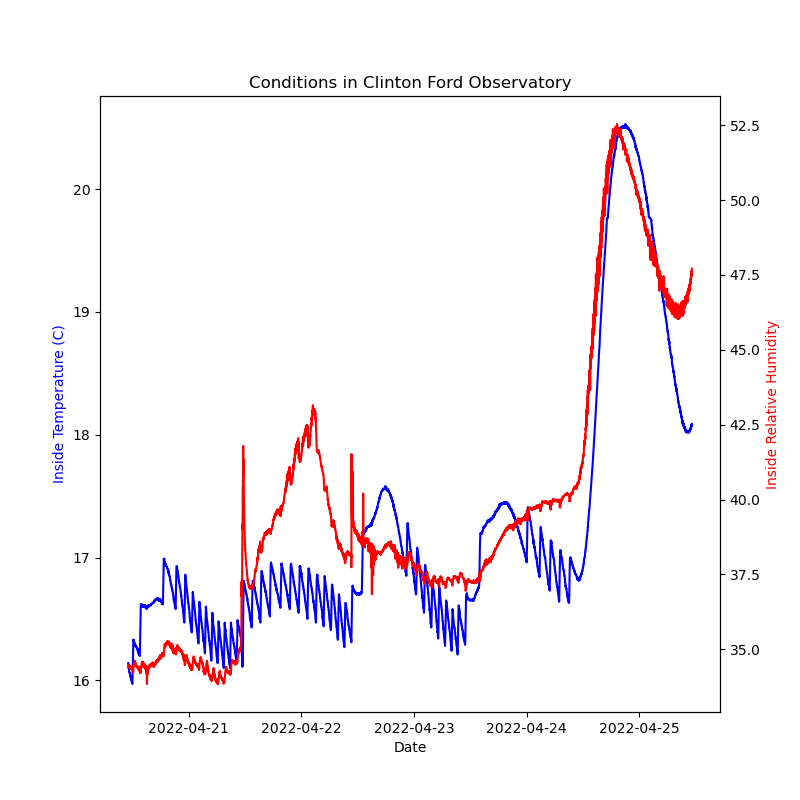 Conditions in Clinton Ford Observatory
Inside Temperature (C)
20
19
18
17
16
52.5
50.0
47.5
45.0
42.5
40.0
37.5
35.0
Inside Relative Humidity
2022-04-21 2022-04-22 2022-04-23 2022-04-24 2022-04-25
Date